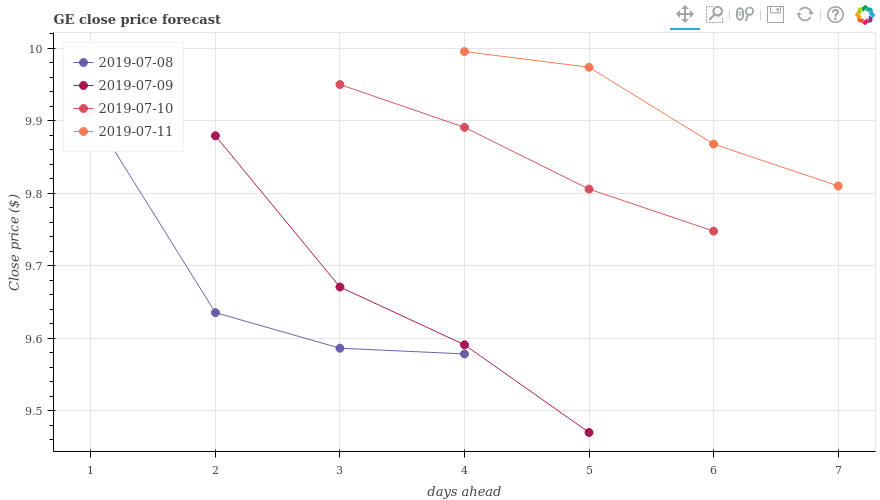 GE close price forecast
10
9.9
9.8
9.7
9.6
9.5
Close price ($)
2019-07-08
2019-07-09
2019-07-10
2019-07-11
1 2 3 4 5 6 7
days ahead